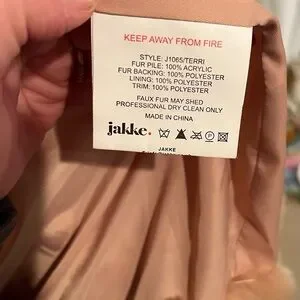 KEEP AWAY FROM FIRE
STYLE: J1065/TERRI
FUR PILE: 100% ACRYLIC
FUR BACKING: 100% POLYESTER
LINING: 100% POLYESTER
TRIM: 100% POLYESTER
FAUX FUR MAY SHED
PROFESSIONAL DRY CLEAN ONLY
MADE IN CHINA
jakke.
JAKKE